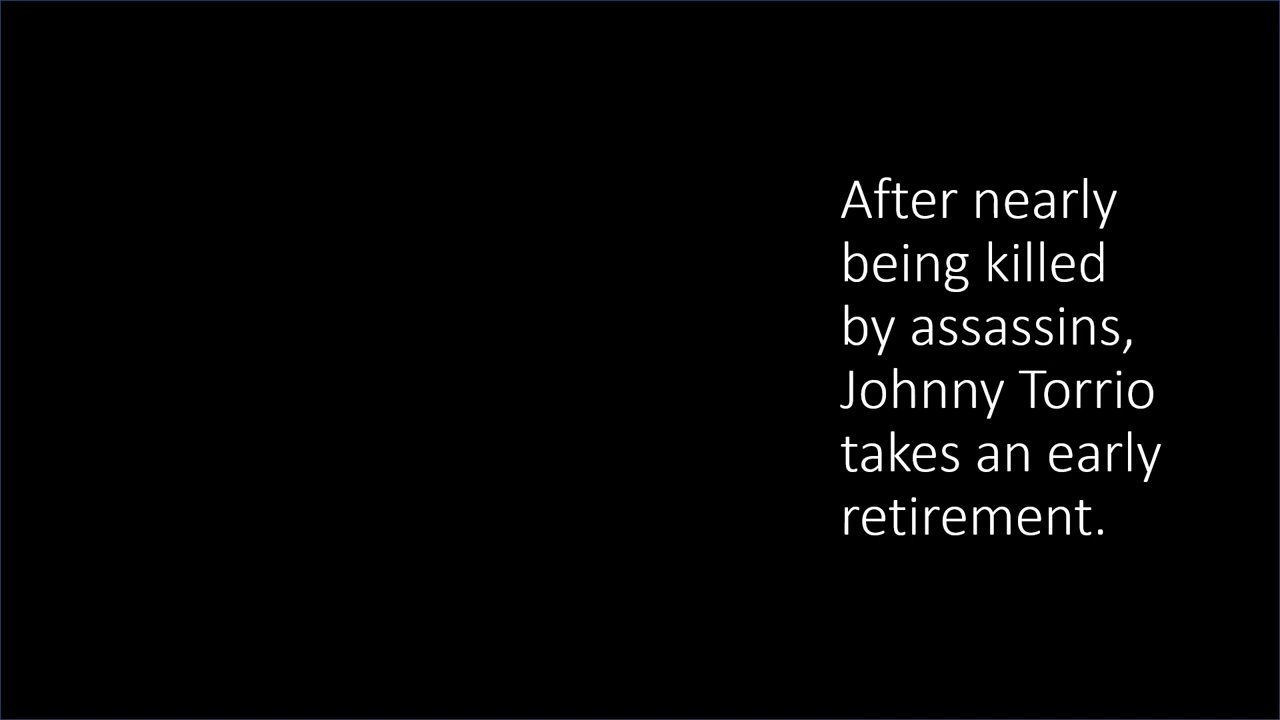 After nearly
being killed
by assassins,
Johnny Torrio
takes an early
retirement.